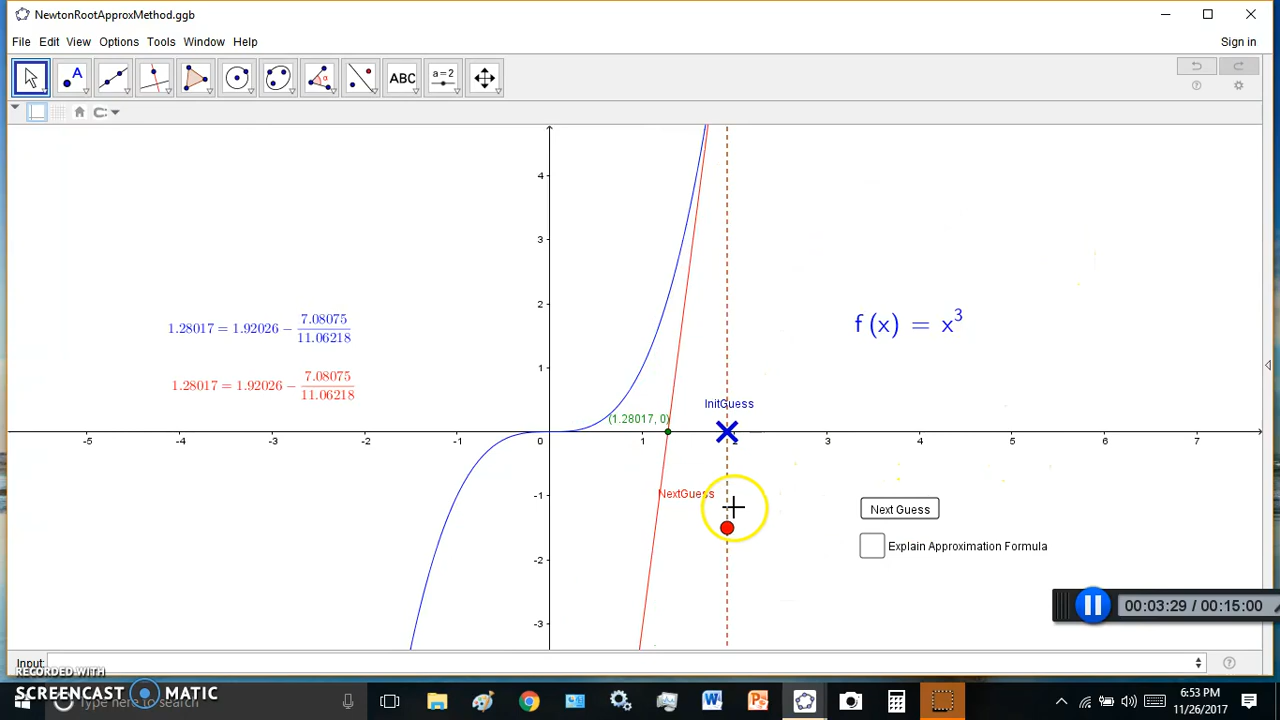 NewtonRootApproxMethod.ggb
File Edit View Options Tools Window Help
Sign in
ABC
a=2
4
3
2
1
-1
-2
-3
-5 -4 -3 -2 -1 0 1 2 3 4 5 6 7
1.28017 = 1.92026 − 7.08075/11.06218
1.28017 = 1.92026 − 7.08075/11.06218
f(x) = x³
InitGuess
(1.28017, 0)
NextGuess
Next Guess
Explain Approximation Formula
00:03:29 / 00:15:00
Input:
RECORDED WITH
SCREENCAST MATIC
Type here to search
6:53 PM
11/26/2017